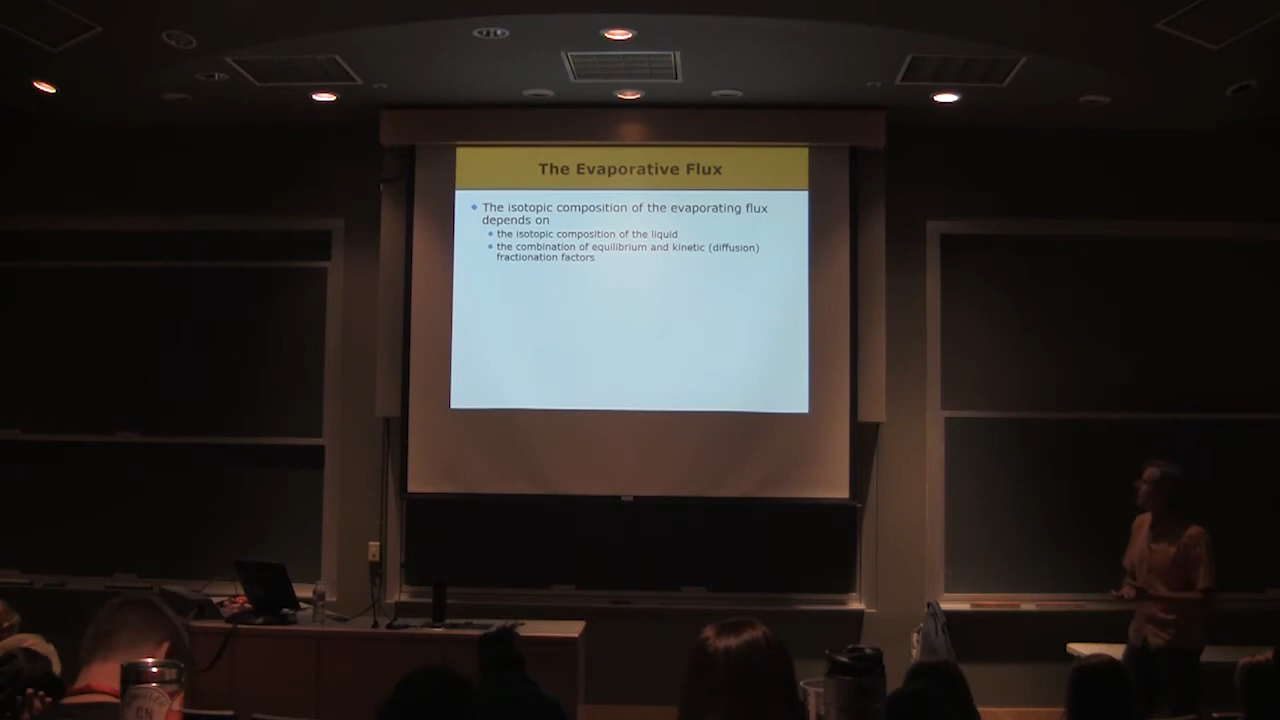 The Evaporative Flux
The isotopic composition of the evaporating flux
depends on
the isotopic composition of the liquid
the combination of equilibrium and kinetic (diffusion)
fractionation factors